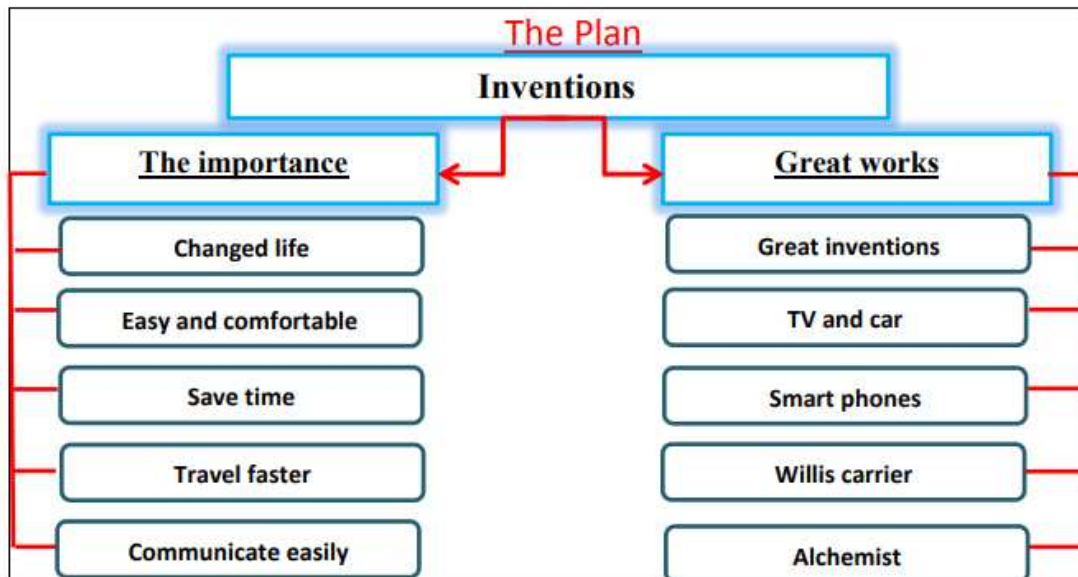 The Plan
Inventions
The importance
Changed life
Easy and comfortable
Save time
Travel faster
Communicate easily
Great works
Great inventions
TV and car
Smart phones
Willis carrier
Alchemist